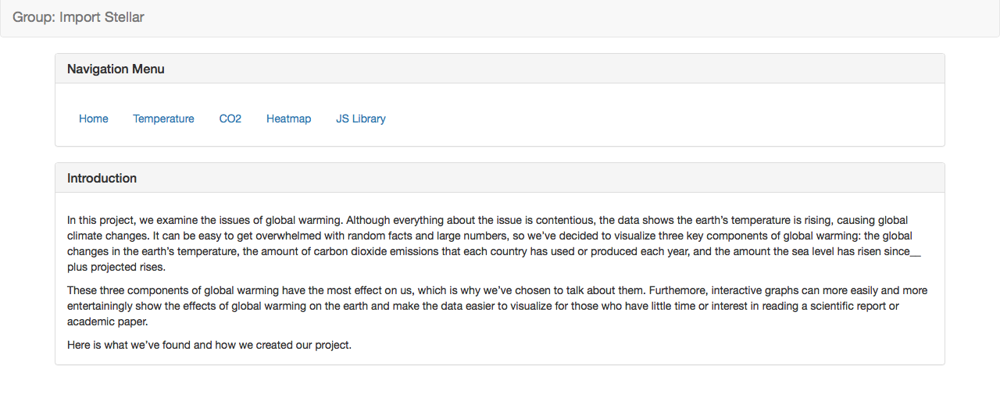 Group: Import Stellar
Navigation Menu
Home Temperature CO2 Heatmap JS Library
Introduction
In this project, we examine the issues of global warming. Although everything about the issue is contentious, the data shows the earth’s temperature is rising, causing global
climate changes. It can be easy to get overwhelmed with random facts and large numbers, so we've decided to visualize three key components of global warming: the global
changes in the earth’s temperature, the amount of carbon dioxide emissions that each country has used or produced each year, and the amount the sea level has risen since__
plus projected rises.
These three components of global warming have the most effect on us, which is why we’ve chosen to talk about them. Furthemore, interactive graphs can more easily and more
entertainingly show the effects of global warming on the earth and make the data easier to visualize for those who have little time or interest in reading a scientific report or
academic paper.
Here is what we’ve found and how we created our project.